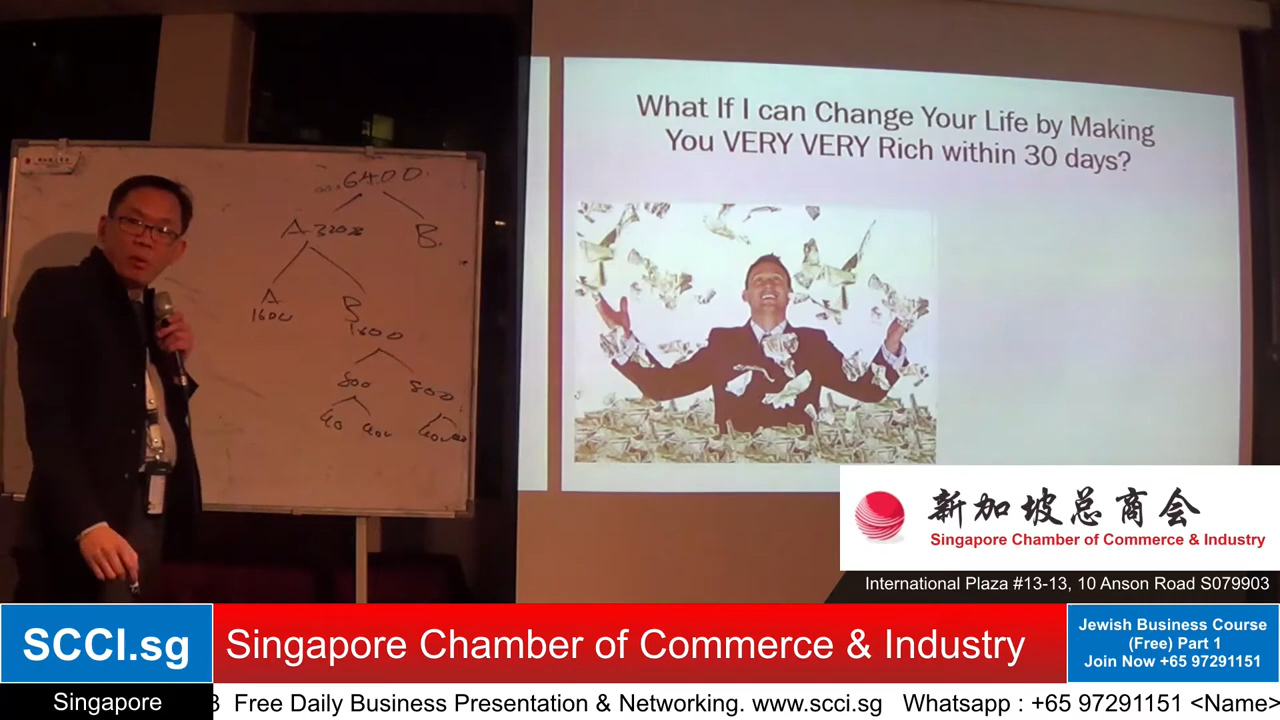 What If I can Change Your Life by Making
You VERY VERY Rich within 30 days?
6400
A 3200
B
A
1600
B
1600
800
800
40
400
新加坡总商会
Singapore Chamber of Commerce & Industry
International Plaza #13-13, 10 Anson Road S079903
SCCI.sg
Singapore Chamber of Commerce & Industry
Jewish Business Course
(Free) Part 1
Join Now +65 97291151
Singapore
Free Daily Business Presentation & Networking. www.scci.sg Whatsapp : +65 97291151 <Name>